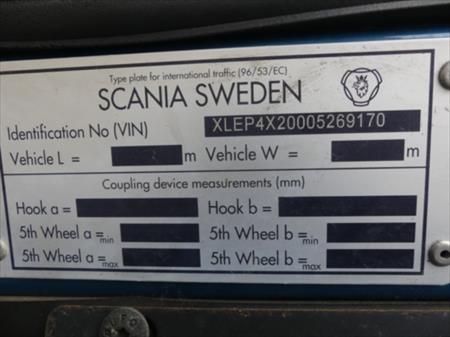 Type plate for international traffic (96/53/EC)
SCANIA SWEDEN
Identification No (VIN) XLEP4X20005269170
Vehicle L = m Vehicle W = m
Coupling device measurements (mm)
Hook a = Hook b =
5th Wheel a min = 5th Wheel b min =
5th Wheel a max = 5th Wheel b max =